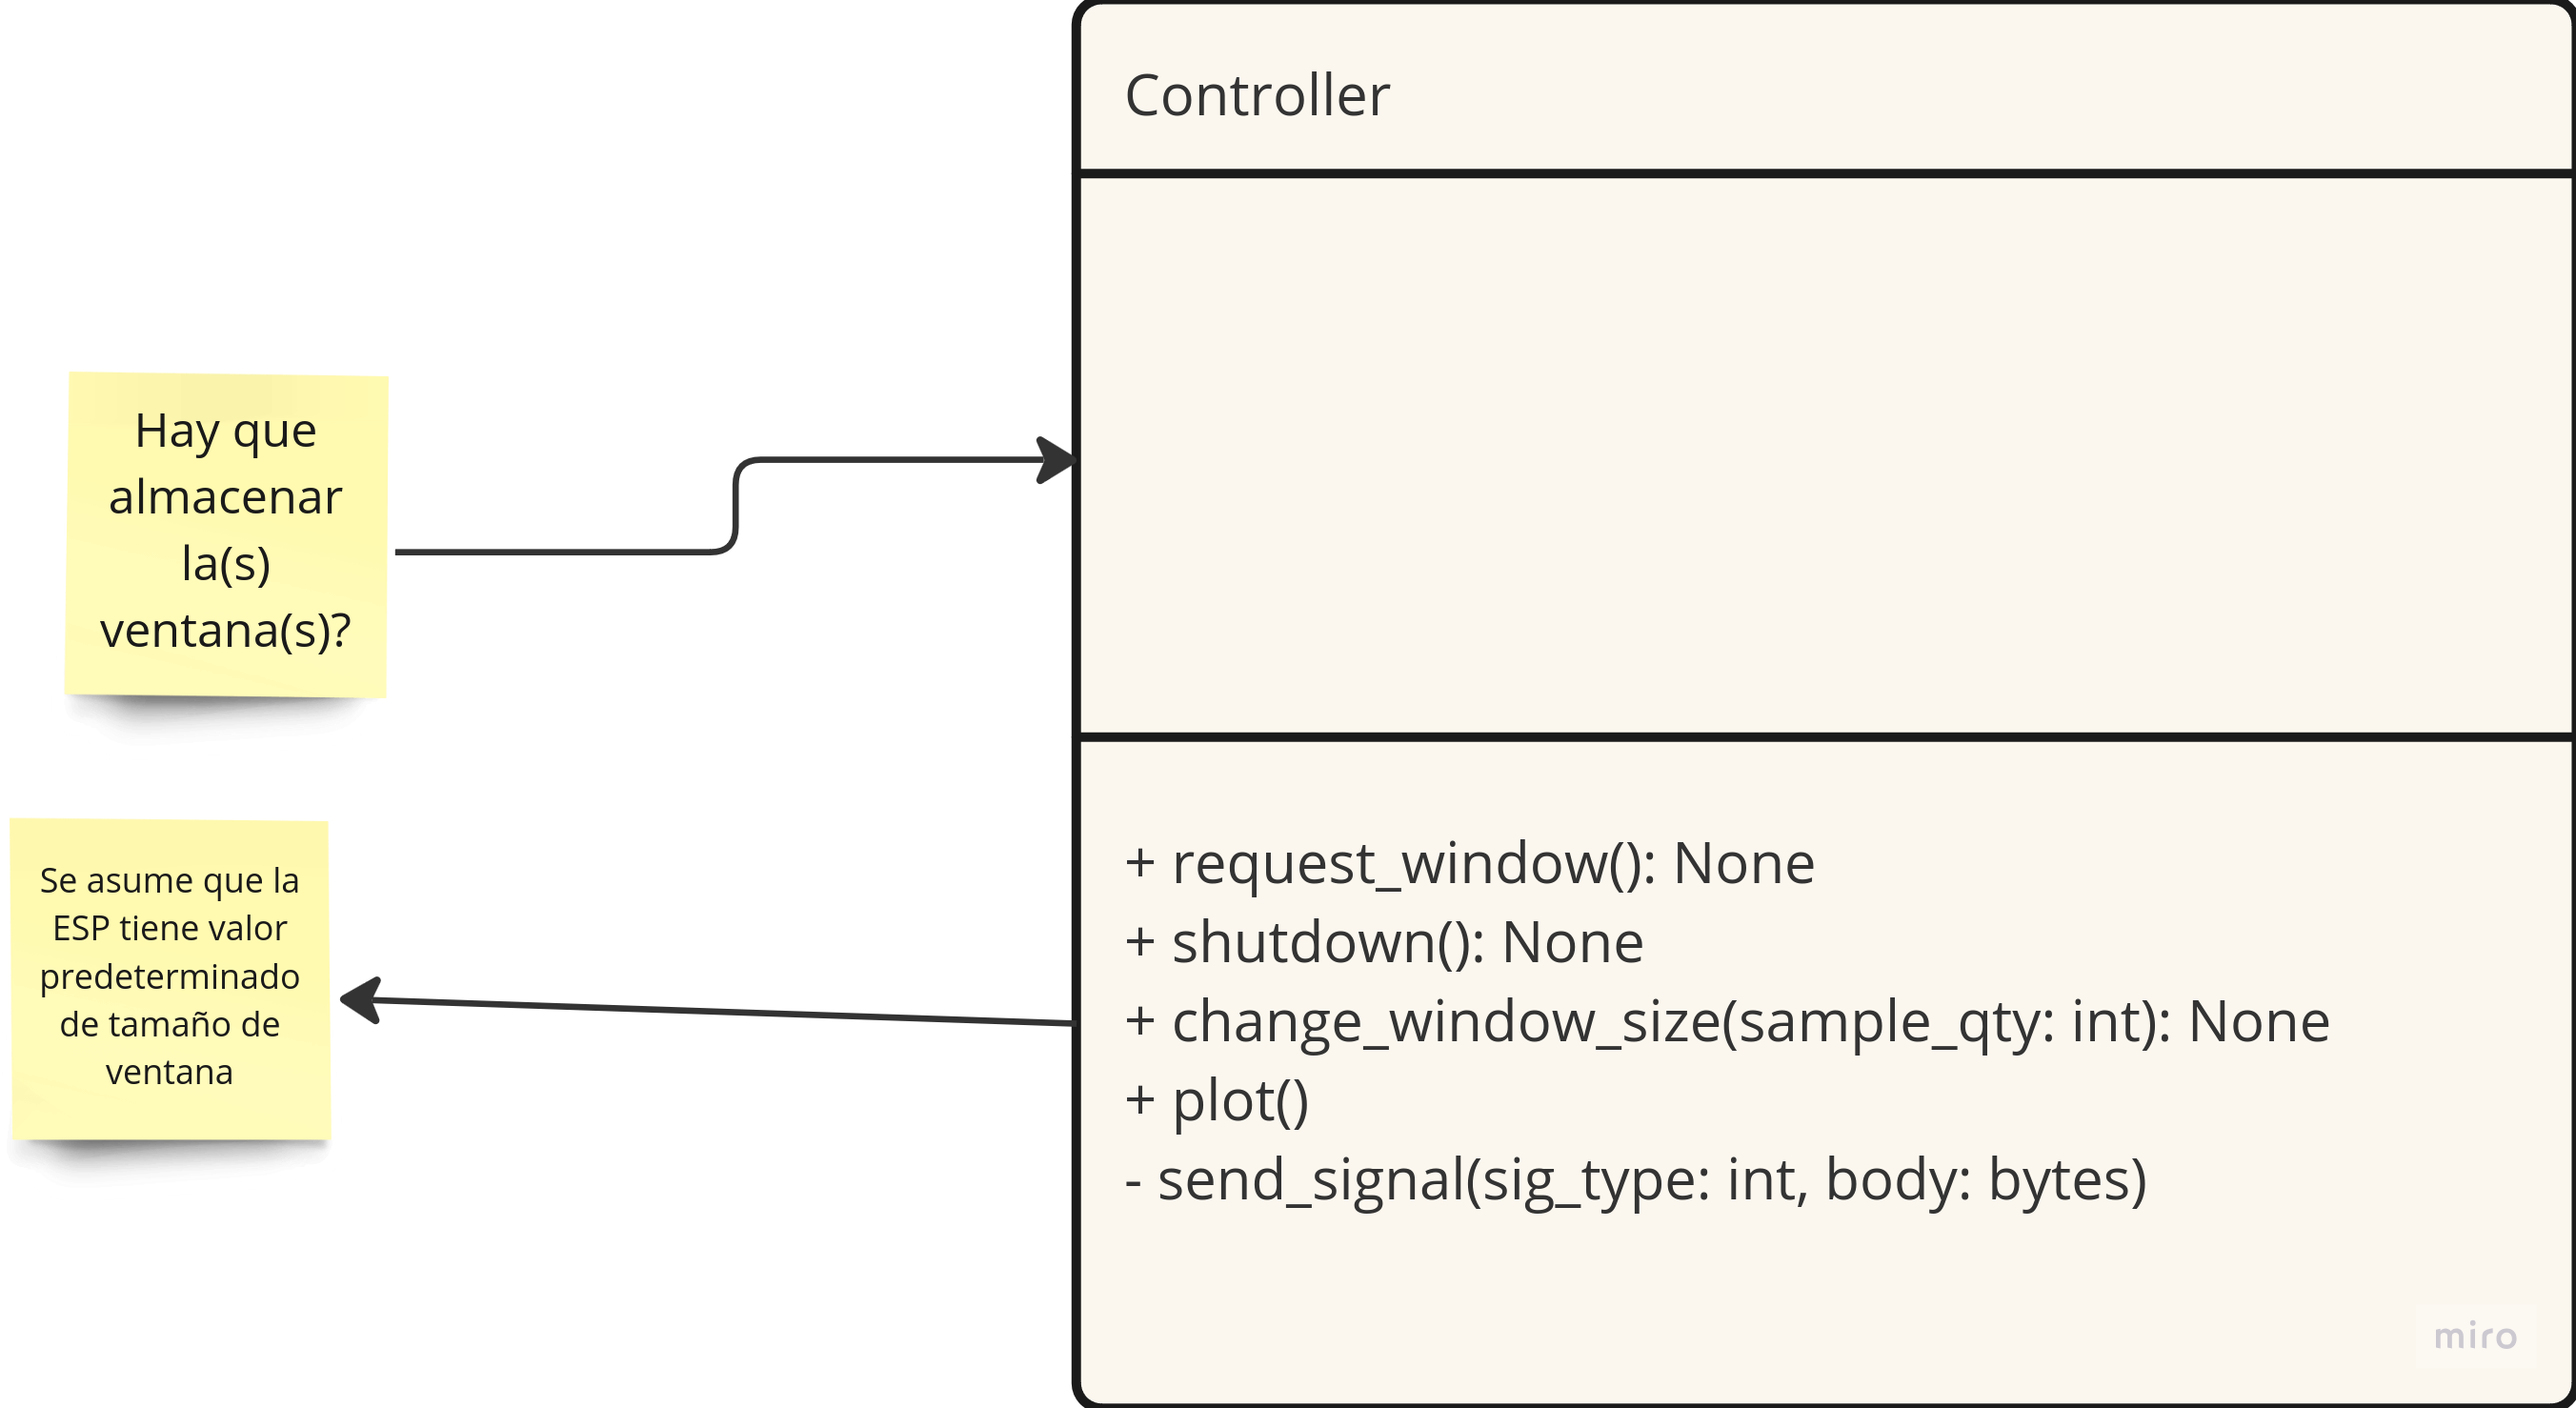 Controller
Hay que
almacenar
la(s)
ventana(s)?
Se asume que la
ESP tiene valor
predeterminado
de tamaño de
ventana
+ request_window(): None
+ shutdown(): None
+ change_window_size(sample_qty: int): None
+ plot()
- send_signal(sig_type: int, body: bytes)
miro